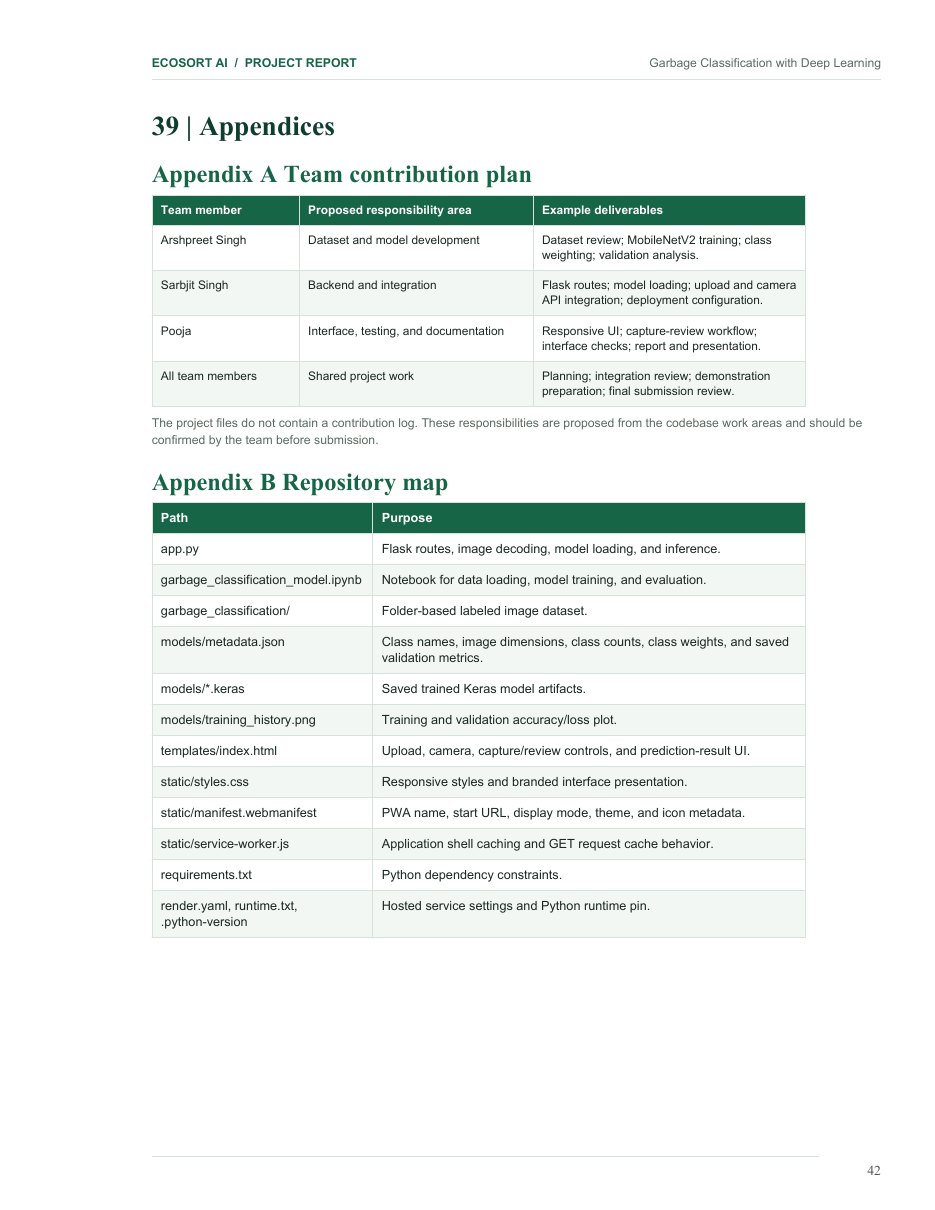 ECOSORT AI / PROJECT REPORT
Garbage Classification with Deep Learning
39 | Appendices
Appendix A Team contribution plan
Team member Proposed responsibility area Example deliverables
Arshpreet Singh Dataset and model development Dataset review; MobileNetV2 training; class
weighting; validation analysis.
Sarbjit Singh Backend and integration Flask routes; model loading; upload and camera
API integration; deployment configuration.
Pooja Interface, testing, and documentation Responsive UI; capture-review workflow;
interface checks; report and presentation.
All team members Shared project work Planning; integration review; demonstration
preparation; final submission review.
The project files do not contain a contribution log. These responsibilities are proposed from the codebase work areas and should be
confirmed by the team before submission.
Appendix B Repository map
Path Purpose
app.py Flask routes, image decoding, model loading, and inference.
garbage_classification_model.ipynb Notebook for data loading, model training, and evaluation.
garbage_classification/ Folder-based labeled image dataset.
models/metadata.json Class names, image dimensions, class counts, class weights, and saved
validation metrics.
models/*.keras Saved trained Keras model artifacts.
models/training_history.png Training and validation accuracy/loss plot.
templates/index.html Upload, camera, capture/review controls, and prediction-result UI.
static/styles.css Responsive styles and branded interface presentation.
static/manifest.webmanifest PWA name, start URL, display mode, theme, and icon metadata.
static/service-worker.js Application shell caching and GET request cache behavior.
requirements.txt Python dependency constraints.
render.yaml, runtime.txt, Hosted service settings and Python runtime pin.
.python-version
42